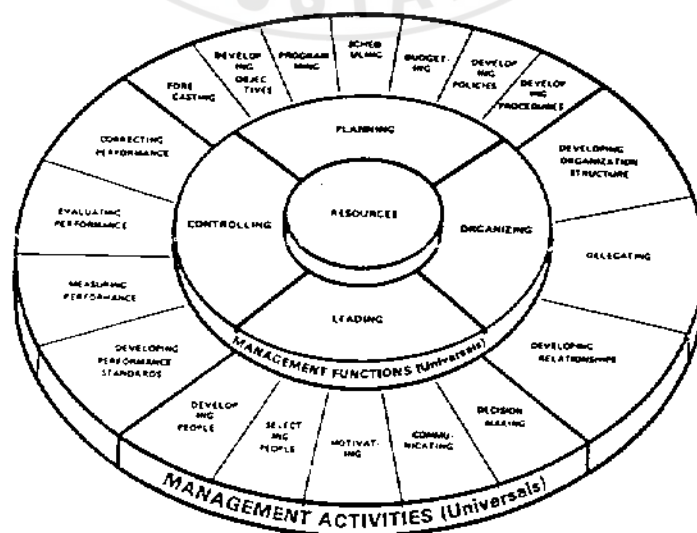 FORE
CASTING
DEVELOP
ING
OBJEC
TIVES
PROGRAM
MING
SCHED
ULING
BUDGET-
ING
DEVELOP
ING
POLICIES
DEVELOP
ING
PROCEDURES
CORRECTING
PERFORMANCE
PLANNING
DEVELOPING
ORGANIZATION
STRUCTURE
EVALUATING
PERFORMANCE
CONTROLLING
RESOURCES
ORGANIZING
DELEGATING
MEASURING
PERFORMANCE
LEADING
DEVELOPING
PERFORMANCE
STANDARDS
MANAGEMENT FUNCTIONS (Universals)
DEVELOPING
RELATIONSHIPS
DEVELOP
ING
PEOPLE
SELECT
ING
PEOPLE
MOTIVAT-
ING
COMMU-
NICATING
DECISION
MAKING
MANAGEMENT ACTIVITIES (Universals)